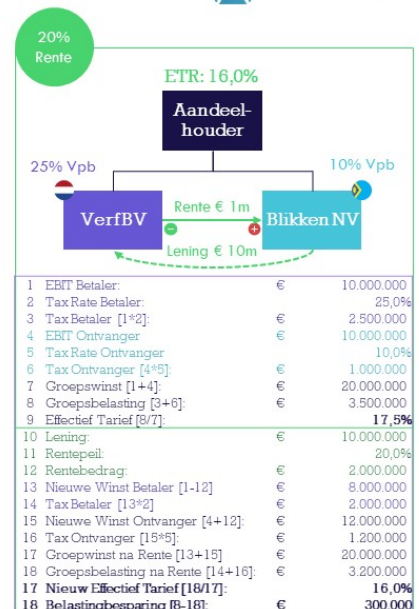 20%
Rente
ETR: 16,0%
Aandeel-
houder
25% Vpb
10% Vpb
VerfBV
Rente € 1m
Blikken NV
Lening € 10m
1 EBIT Betaler: € 10.000.000
2 Tax Rate Betaler: 25,0%
3 Tax Betaler [1*2]: € 2.500.000
4 EBIT Ontvanger € 10.000.000
5 Tax Rate Ontvanger 10,0%
6 Tax Ontvanger [4*5]: € 1.000.000
7 Groepswinst [1+4]: € 20.000.000
8 Groepsbelasting [3+6]: € 3.500.000
9 Effectief Tarief [8/7]: 17,5%
10 Lening: € 10.000.000
11 Rentepeil: 20,0%
12 Rentebedrag: € 2.000.000
13 Nieuwe Winst Betaler [1-12] € 8.000.000
14 Tax Betaler [13*2] € 2.000.000
15 Nieuwe Winst Ontvanger [4+12]: € 12.000.000
16 Tax Ontvanger [15*5]: € 1.200.000
17 Groepwinst na Rente [13+15] € 20.000.000
18 Groepsbelasting na Rente [14+16]: € 3.200.000
17 Nieuw Effectief Tarief [18/17]: 16,0%
18 Belastingbesparing [8-18]: € 300.000